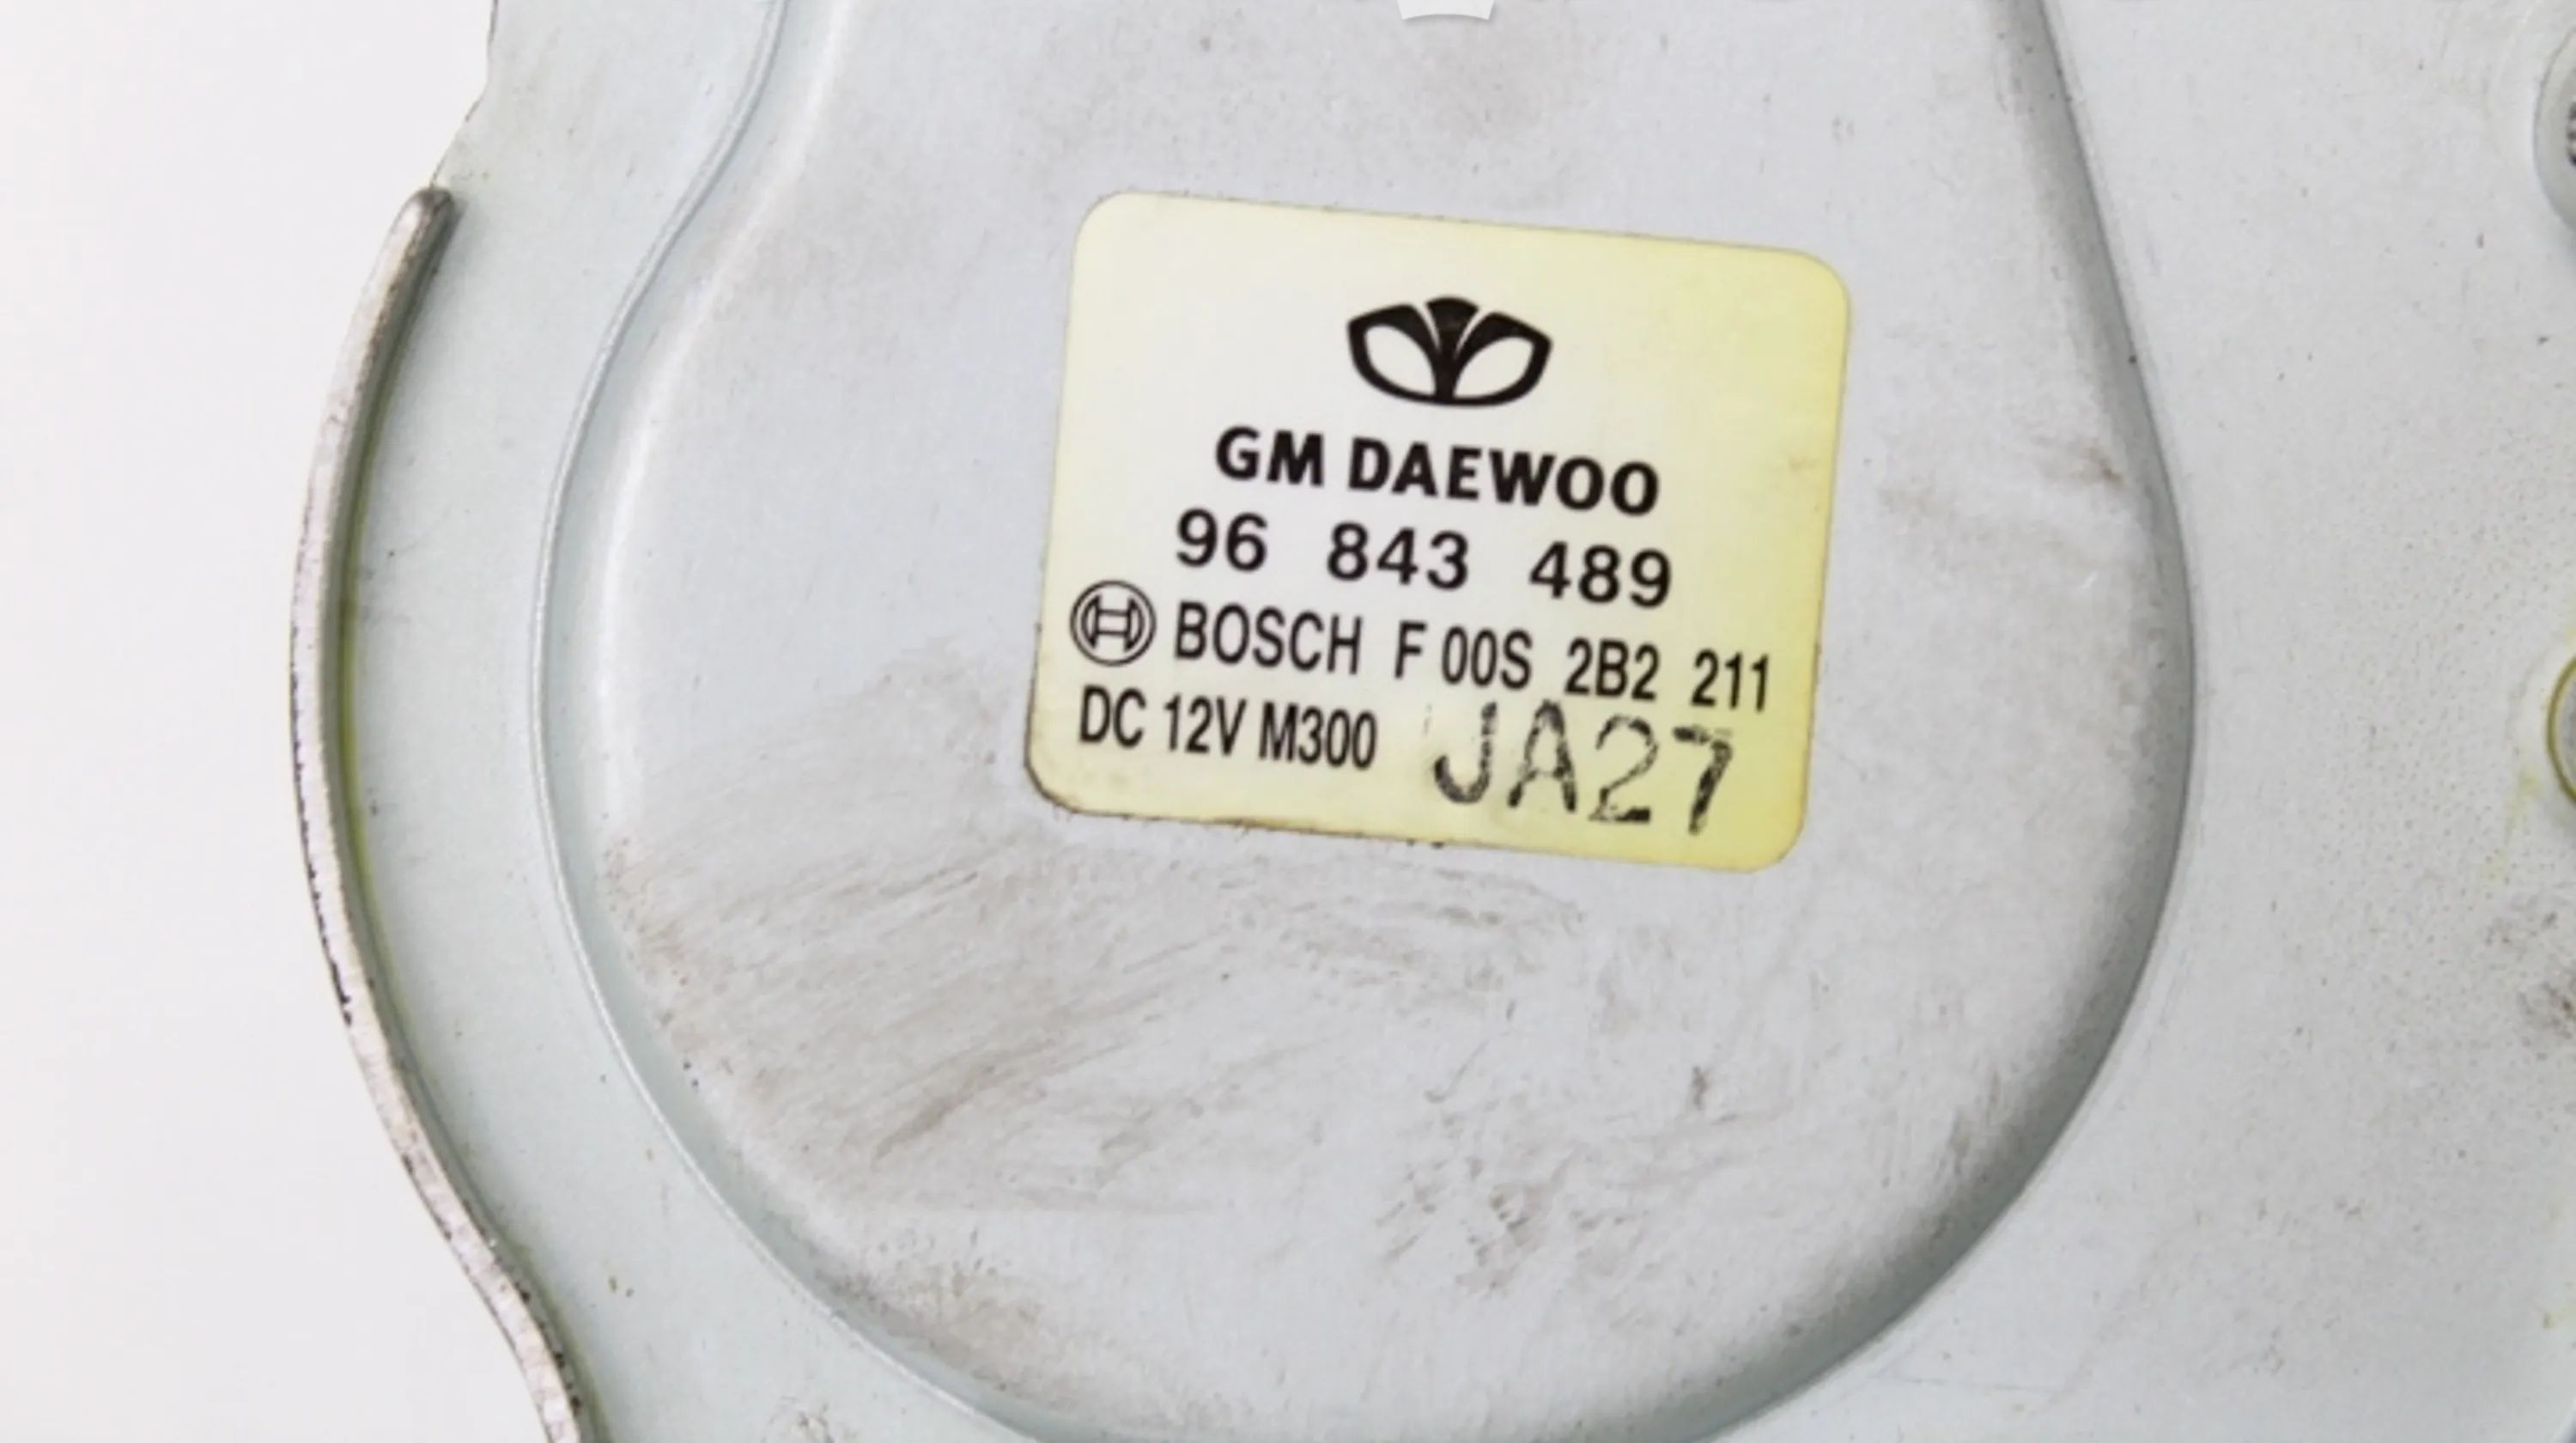 GM DAEWOO
96 843 489
BOSCH F 00S 2B2 211
DC 12V M300 JA27